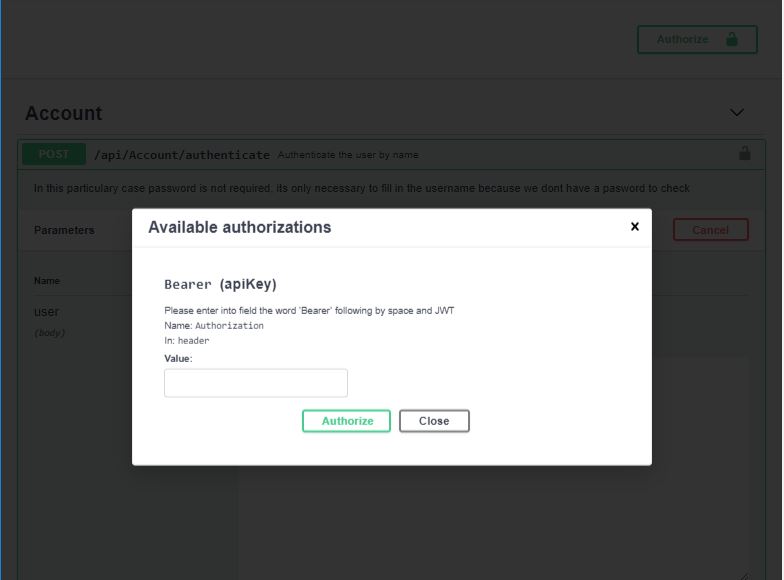 Authorize
Account
POST /api/Account/authenticate Authenticate the user by name
In this particulary case password is not required. its only necessary to fill in the username because we dont have a pasword to check
Parameters
Cancel
Name
user
(body)
Available authorizations x
Bearer (apiKey)
Please enter into field the word 'Bearer' following by space and JWT
Name: Authorization
In: header
Value:
Authorize Close